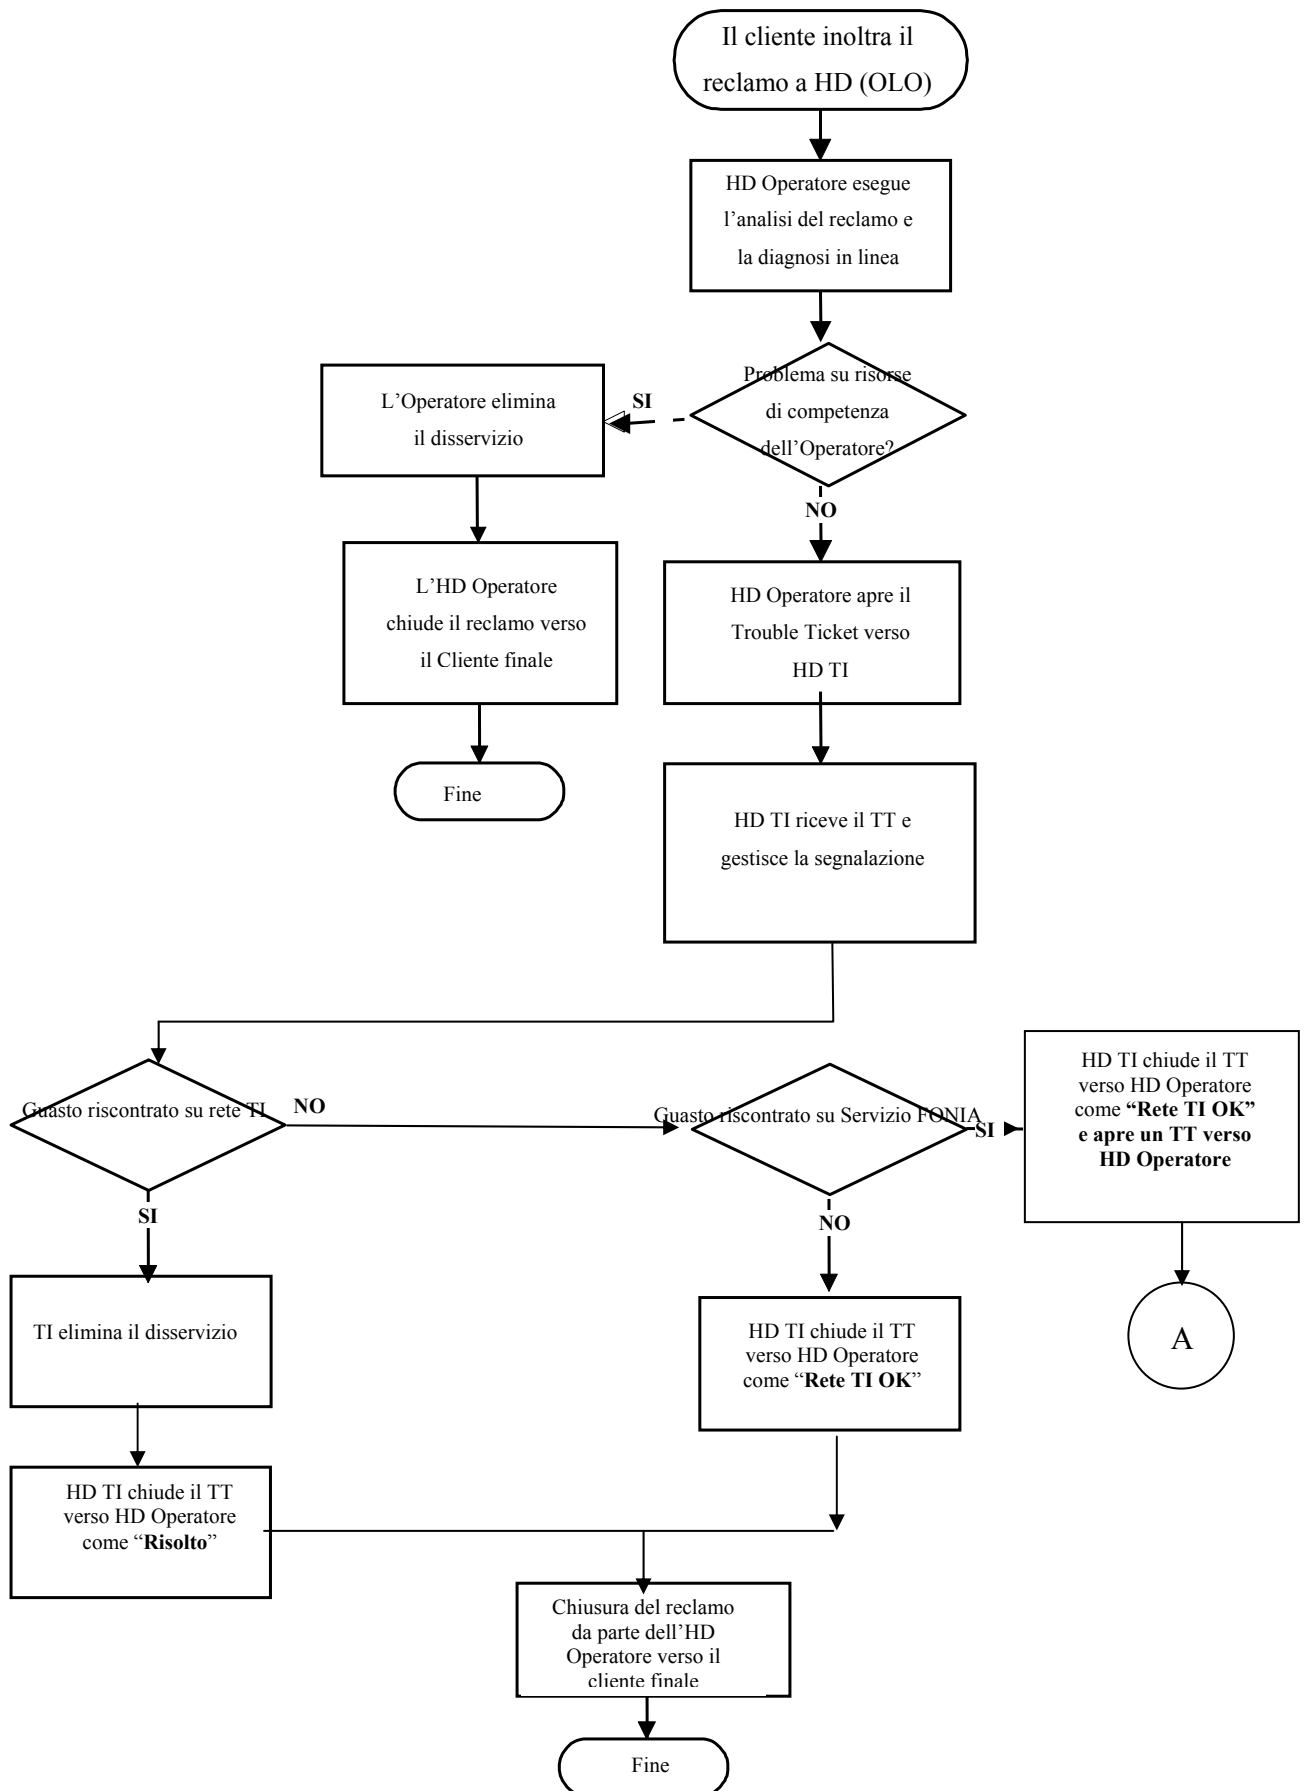 Il cliente inoltra il
reclamo a HD (OLO)
HD Operatore esegue
l’analisi del reclamo e
la diagnosi in linea
Problema su risorse
di competenza
dell’Operatore?
SI
L’Operatore elimina
il disservizio
L’HD Operatore
chiude il reclamo verso
il Cliente finale
Fine
NO
HD Operatore apre il
Trouble Ticket verso
HD TI
HD TI riceve il TT e
gestisce la segnalazione
Guasto riscontrato su rete TI
NO
Guasto riscontrato su Servizio FONIA
SI
HD TI chiude il TT
verso HD Operatore
come “Rete TI OK”
e apre un TT verso
HD Operatore
A
SI
TI elimina il disservizio
HD TI chiude il TT
verso HD Operatore
come “Risolto”
NO
HD TI chiude il TT
verso HD Operatore
come “Rete TI OK”
Chiusura del reclamo
da parte dell’HD
Operatore verso il
cliente finale
Fine